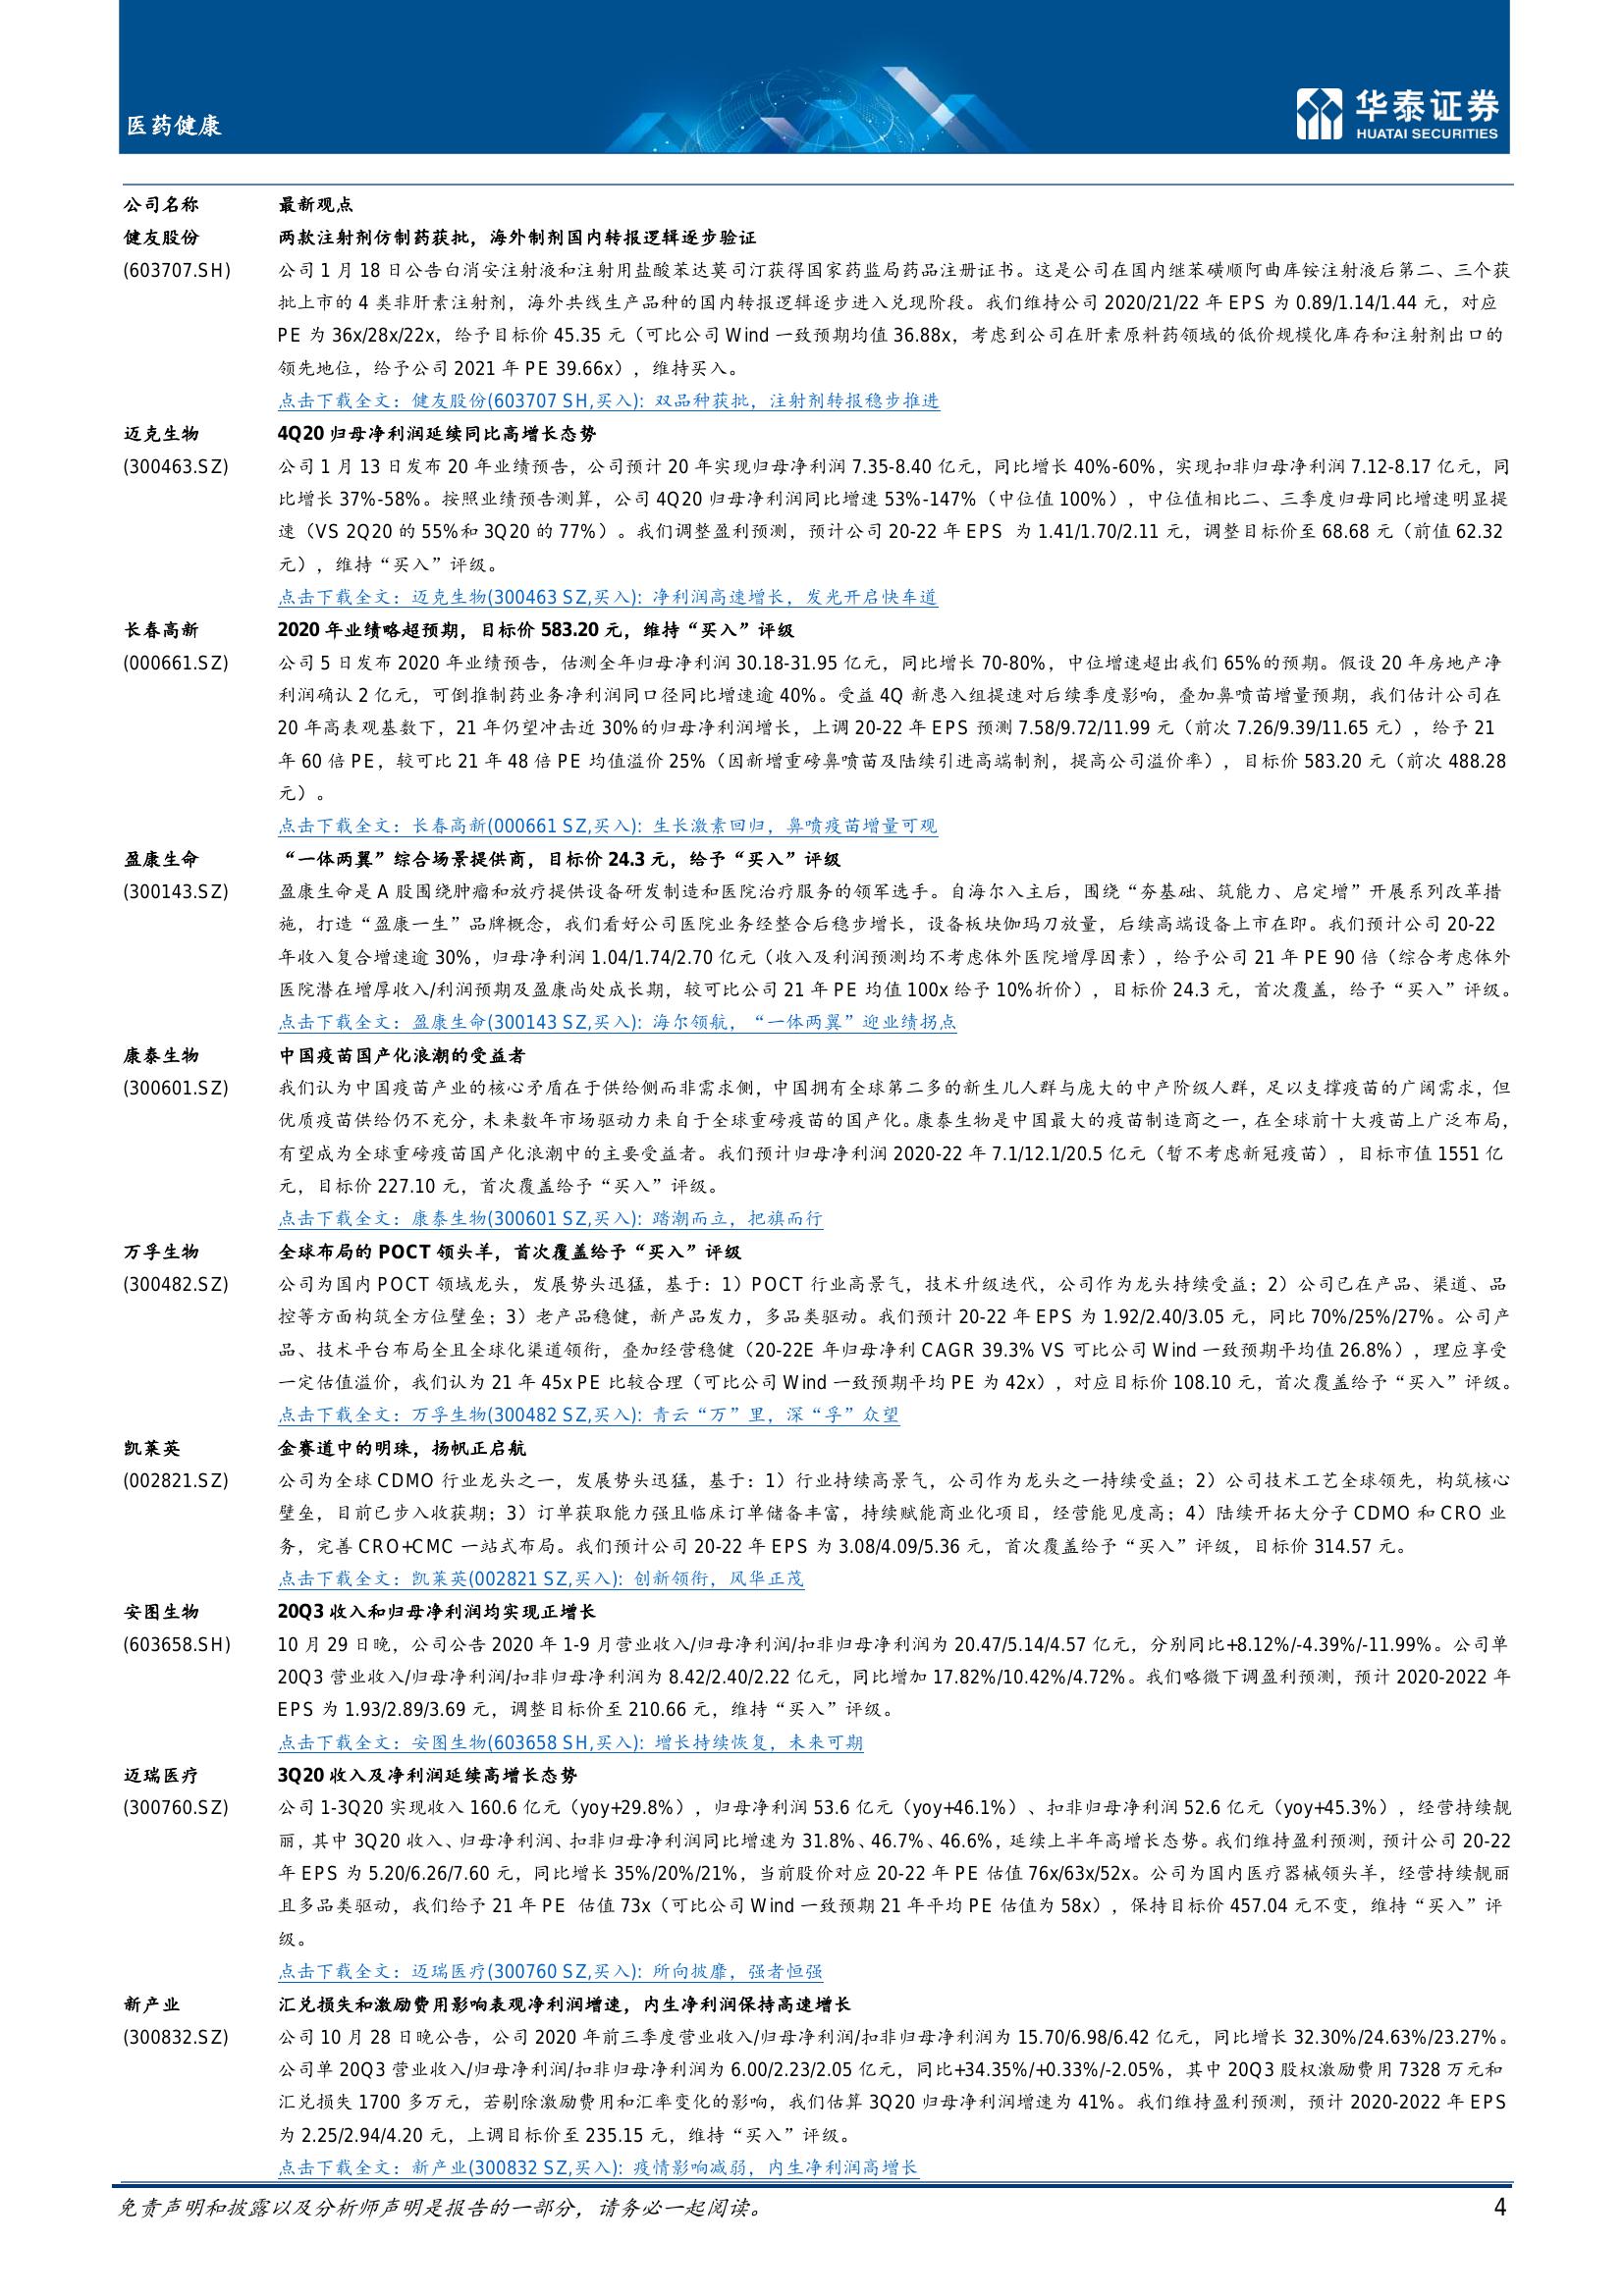 医药健康
华泰证券
HUATAI SECURITIES
公司名称 最新观点
健友股份 两款注射剂仿制药获批，海外制剂国内转报逻辑逐步验证
(603707.SH) 公司 1 月 18 日公告白消安注射液和注射用盐酸苯达莫司汀获得国家药监局药品注册证书。这是公司在国内继苯磺顺阿曲库铵注射液后第二、三个获
批上市的 4 类非肝素注射剂，海外共线生产品种的国内转报逻辑逐步进入兑现阶段。我们维持公司 2020/21/22 年 EPS 为 0.89/1.14/1.44 元，对应
PE 为 36x/28x/22x，给予目标价 45.35 元（可比公司 Wind 一致预期均值 36.88x，考虑到公司在肝素原料药领域的低价规模化库存和注射剂出口的
领先地位，给予公司 2021 年 PE 39.66x），维持买入。
点击下载全文：健友股份(603707 SH,买入): 双品种获批，注射剂转报稳步推进
迈克生物 4Q20 归母净利润延续同比高增长态势
(300463.SZ) 公司 1 月 13 日发布 20 年业绩预告，公司预计 20 年实现归母净利润 7.35-8.40 亿元，同比增长 40%-60%，实现扣非归母净利润 7.12-8.17 亿元，同
比增长 37%-58%。按照业绩预告测算，公司 4Q20 归母净利润同比增速 53%-147%（中位值 100%），中位值相比二、三季度归母同比增速明显提
速（VS 2Q20 的 55%和 3Q20 的 77%）。我们调整盈利预测，预计公司 20-22 年 EPS 为 1.41/1.70/2.11 元，调整目标价至 68.68 元（前值 62.32
元），维持“买入”评级。
点击下载全文：迈克生物(300463 SZ,买入): 净利润高速增长，发光开启快车道
长春高新 2020 年业绩略超预期，目标价 583.20 元，维持“买入”评级
(000661.SZ) 公司 5 日发布 2020 年业绩预告，估测全年归母净利润 30.18-31.95 亿元，同比增长 70-80%，中位增速超出我们 65%的预期。假设 20 年房地产净
利润确认 2 亿元，可倒推制药业务净利润同口径同比增速逾 40%。受益 4Q 新患入组提速对后续季度影响，叠加鼻喷苗增量预期，我们估计公司在
20 年高表观基数下，21 年仍望冲击近 30%的归母净利润增长，上调 20-22 年 EPS 预测 7.58/9.72/11.99 元（前次 7.26/9.39/11.65 元），给予 21
年 60 倍 PE，较可比 21 年 48 倍 PE 均值溢价 25%（因新增重磅鼻喷苗及陆续引进高端制剂，提高公司溢价率），目标价 583.20 元（前次 488.28
元）。
点击下载全文：长春高新(000661 SZ,买入): 生长激素回归，鼻喷疫苗增量可观
盈康生命 “一体两翼”综合场景提供商，目标价 24.3 元，给予“买入”评级
(300143.SZ) 盈康生命是 A 股围绕肿瘤和放疗提供设备研发制造和医院治疗服务的领军选手。自海尔入主后，围绕“夯基础、筑能力、启定增”开展系列改革措
施，打造“盈康一生”品牌概念，我们看好公司医院业务经整合后稳步增长，设备板块伽玛刀放量，后续高端设备上市在即。我们预计公司 20-22
年收入复合增速逾 30%，归母净利润 1.04/1.74/2.70 亿元（收入及利润预测均不考虑体外医院增厚因素），给予公司 21 年 PE 90 倍（综合考虑体外
医院潜在增厚收入/利润预期及盈康尚处成长期，较可比公司 21 年 PE 均值 100x 给予 10%折价），目标价 24.3 元，首次覆盖，给予“买入”评级。
点击下载全文：盈康生命(300143 SZ,买入): 海尔领航，“一体两翼”迎业绩拐点
康泰生物 中国疫苗国产化浪潮的受益者
(300601.SZ) 我们认为中国疫苗产业的核心矛盾在于供给侧而非需求侧，中国拥有全球第二多的新生儿人群与庞大的中产阶级人群，足以支撑疫苗的广阔需求，但
优质疫苗供给仍不充分，未来数年市场驱动力来自于全球重磅疫苗的国产化。康泰生物是中国最大的疫苗制造商之一，在全球前十大疫苗上广泛布局，
有望成为全球重磅疫苗国产化浪潮中的主要受益者。我们预计归母净利润 2020-22 年 7.1/12.1/20.5 亿元（暂不考虑新冠疫苗），目标市值 1551 亿
元，目标价 227.10 元，首次覆盖给予“买入”评级。
点击下载全文：康泰生物(300601 SZ,买入): 踏潮而立，把旗而行
万孚生物 全球布局的 POCT 领头羊，首次覆盖给予“买入”评级
(300482.SZ) 公司为国内 POCT 领域龙头，发展势头迅猛，基于：1）POCT 行业高景气，技术升级迭代，公司作为龙头持续受益；2）公司已在产品、渠道、品
控等方面构筑全方位壁垒；3）老产品稳健，新产品发力，多品类驱动。我们预计 20-22 年 EPS 为 1.92/2.40/3.05 元，同比 70%/25%/27%。公司产
品、技术平台布局全且全球化渠道领衔，叠加经营稳健（20-22E 年归母净利 CAGR 39.3% VS 可比公司 Wind 一致预期平均值 26.8%），理应享受
一定估值溢价，我们认为 21 年 45x PE 比较合理（可比公司 Wind 一致预期平均 PE 为 42x），对应目标价 108.10 元，首次覆盖给予“买入”评级。
点击下载全文：万孚生物(300482 SZ,买入): 青云“万”里，深“孚”众望
凯莱英 金赛道中的明珠，扬帆正启航
(002821.SZ) 公司为全球 CDMO 行业龙头之一，发展势头迅猛，基于：1）行业持续高景气，公司作为龙头之一持续受益；2）公司技术工艺全球领先，构筑核心
壁垒，目前已步入收获期；3）订单获取能力强且临床订单储备丰富，持续赋能商业化项目，经营能见度高；4）陆续开拓大分子 CDMO 和 CRO 业
务，完善 CRO+CMC 一站式布局。我们预计公司 20-22 年 EPS 为 3.08/4.09/5.36 元，首次覆盖给予“买入”评级，目标价 314.57 元。
点击下载全文：凯莱英(002821 SZ,买入): 创新领衔，风华正茂
安图生物 20Q3 收入和归母净利润均实现正增长
(603658.SH) 10 月 29 日晚，公司公告 2020 年 1-9 月营业收入/归母净利润/扣非归母净利润为 20.47/5.14/4.57 亿元，分别同比+8.12%/-4.39%/-11.99%。公司单
20Q3 营业收入/归母净利润/扣非归母净利润为 8.42/2.40/2.22 亿元，同比增加 17.82%/10.42%/4.72%。我们略微下调盈利预测，预计 2020-2022 年
EPS 为 1.93/2.89/3.69 元，调整目标价至 210.66 元，维持“买入”评级。
点击下载全文：安图生物(603658 SH,买入): 增长持续恢复，未来可期
迈瑞医疗 3Q20 收入及净利润延续高增长态势
(300760.SZ) 公司 1-3Q20 实现收入 160.6 亿元（yoy+29.8%），归母净利润 53.6 亿元（yoy+46.1%）、扣非归母净利润 52.6 亿元（yoy+45.3%），经营持续靓
丽，其中 3Q20 收入、归母净利润、扣非归母净利润同比增速为 31.8%、46.7%、46.6%，延续上半年高增长态势。我们维持盈利预测，预计公司 20-22
年 EPS 为 5.20/6.26/7.60 元，同比增长 35%/20%/21%，当前股价对应 20-22 年 PE 估值 76x/63x/52x。公司为国内医疗器械领头羊，经营持续靓丽
且多品类驱动，我们给予 21 年 PE 估值 73x（可比公司 Wind 一致预期 21 年平均 PE 估值为 58x），保持目标价 457.04 元不变，维持“买入”评
级。
点击下载全文：迈瑞医疗(300760 SZ,买入): 所向披靡，强者恒强
新产业 汇兑损失和激励费用影响表观净利润增速，内生净利润保持高速增长
(300832.SZ) 公司 10 月 28 日晚公告，公司 2020 年前三季度营业收入/归母净利润/扣非归母净利润为 15.70/6.98/6.42 亿元，同比增长 32.30%/24.63%/23.27%。
公司单 20Q3 营业收入/归母净利润/扣非归母净利润为 6.00/2.23/2.05 亿元，同比+34.35%/+0.33%/-2.05%，其中 20Q3 股权激励费用 7328 万元和
汇兑损失 1700 多万元，若剔除激励费用和汇率变化的影响，我们估算 3Q20 归母净利润增速为 41%。我们维持盈利预测，预计 2020-2022 年 EPS
为 2.25/2.94/4.20 元，上调目标价至 235.15 元，维持“买入”评级。
点击下载全文：新产业(300832 SZ,买入): 疫情影响减弱，内生净利润高增长
免责声明和披露以及分析师声明是报告的一部分，请务必一起阅读。 4